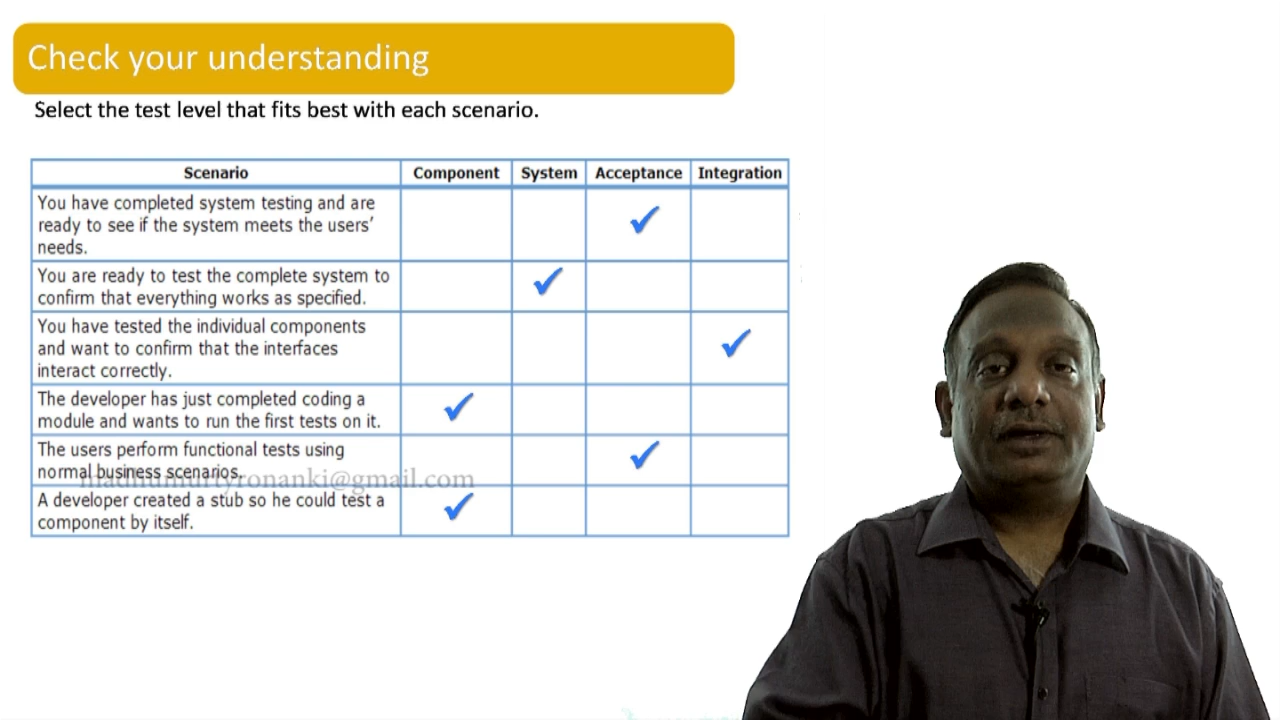 Check your understanding
Select the test level that fits best with each scenario.
Scenario Component System Acceptance Integration
You have completed system testing and are
ready to see if the system meets the users’
needs.
You are ready to test the complete system to
confirm that everything works as specified.
You have tested the individual components
and want to confirm that the interfaces
interact correctly.
The developer has just completed coding a
module and wants to run the first tests on it.
The users perform functional tests using
normal business scenarios.
madhumurtyronanki@gmail.com
A developer created a stub so he could test a
component by itself.